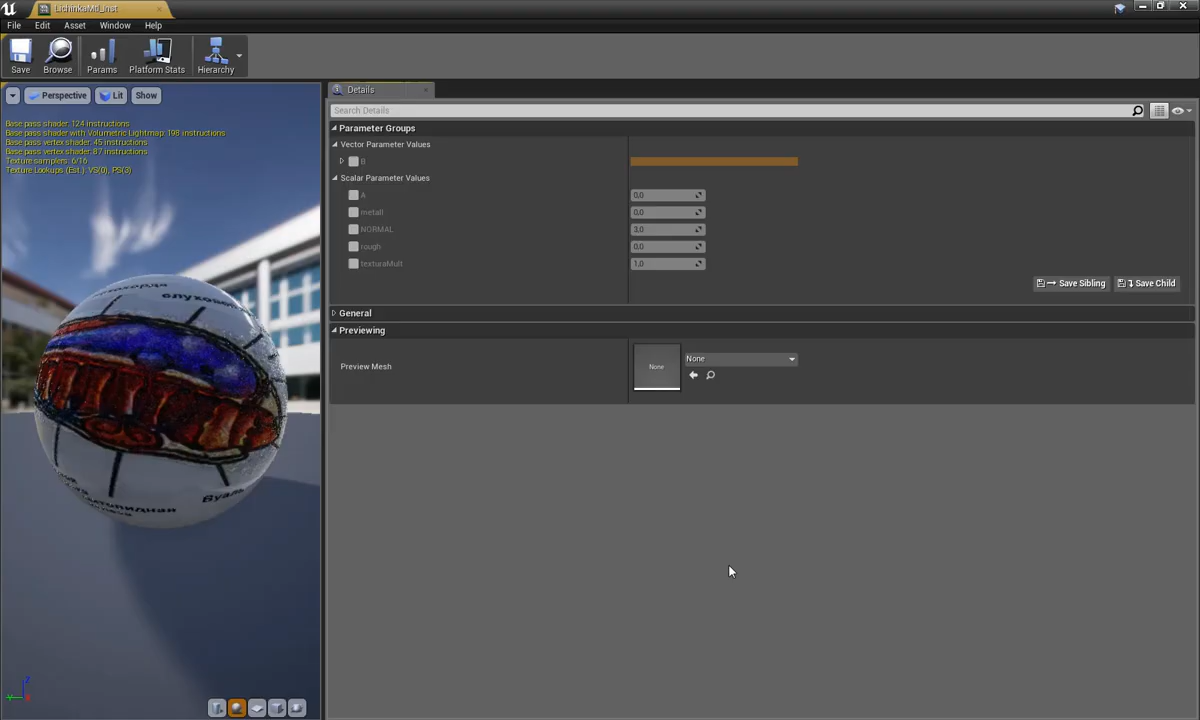 LichinkaMtl_Inst
File Edit Asset Window Help
Save Browse Params Platform Stats Hierarchy
Perspective Lit Show
Details
Search Details
Base pass shader: 124 instructions
Base pass shader with Volumetric Lightmap: 198 instructions
Base pass vertex shader: 45 instructions
Base pass vertex shader: 87 instructions
Texture samplers: 6/16
Texture Lookups (Est.): VS(0), PS(3)
Parameter Groups
Vector Parameter Values
B
Scalar Parameter Values
A 0,0
metall 0,0
NORMAL 3,0
rough 0,0
texturaMult 1,0
Save Sibling Save Child
General
Previewing
Preview Mesh
None
None
Z
Y